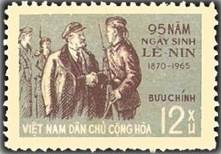 95 NĂM
NGÀY SINH
LÊ-NIN
1870-1965
BƯU CHÍNH
VIỆT NAM DÂN CHỦ CỘNG HÒA
12 xu